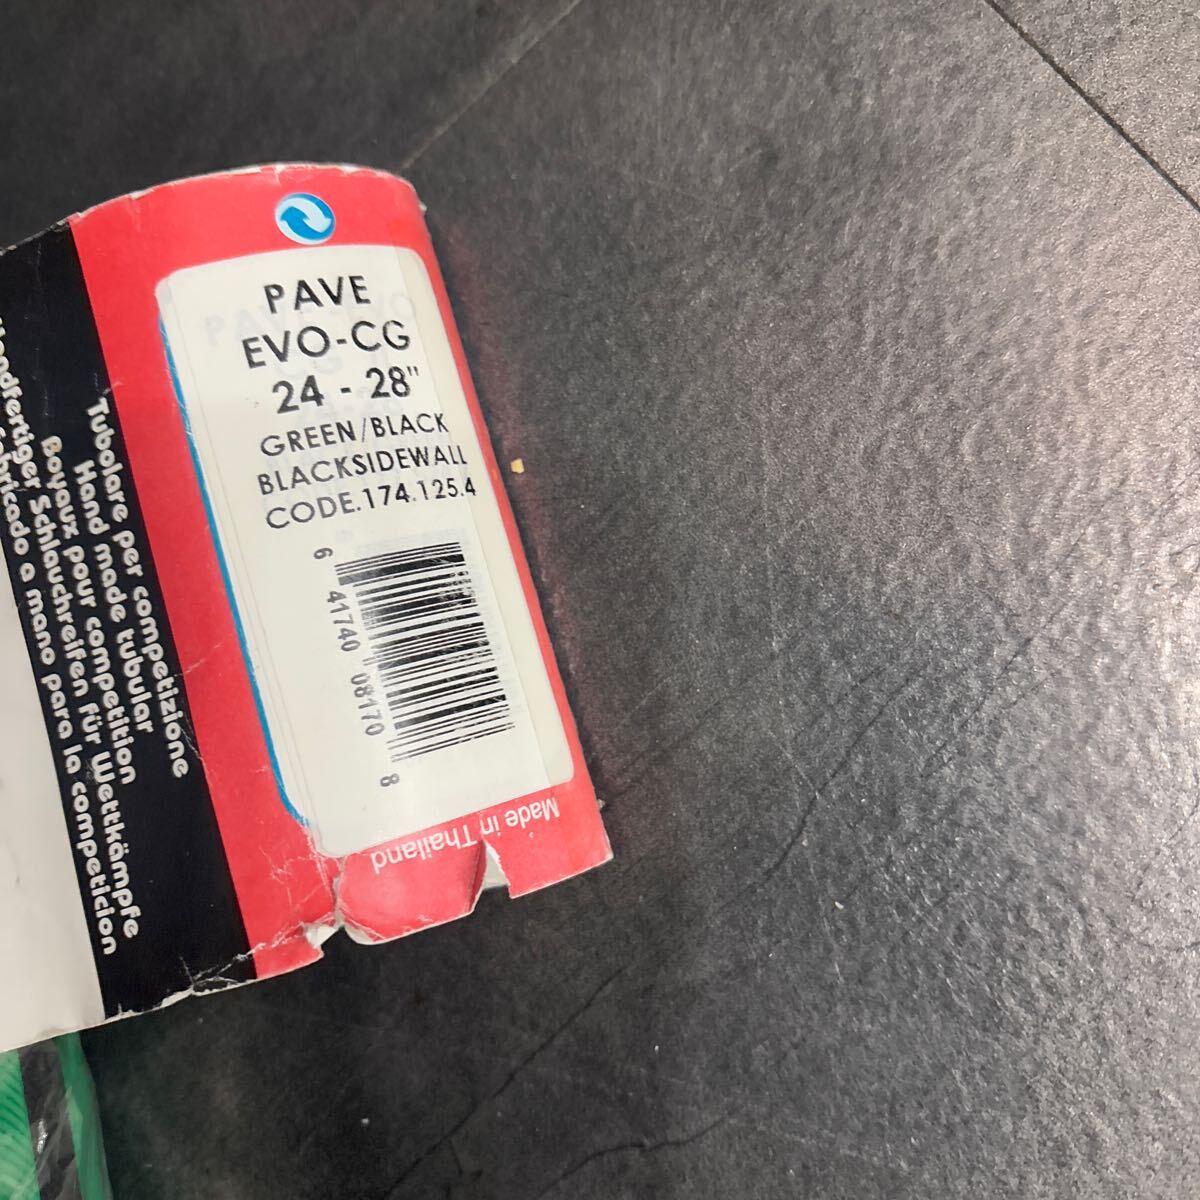 PAVE
EVO-CG
24 - 28"
GREEN/BLACK
BLACKSIDEWALL
CODE.174.125.4
6 41740 08170 8
Made in Thailand
Tubolare per competizione
Hand made tubular
Boyaux pour competition
Schlauchreifen für Wettkämpfe
a mano para la competicion